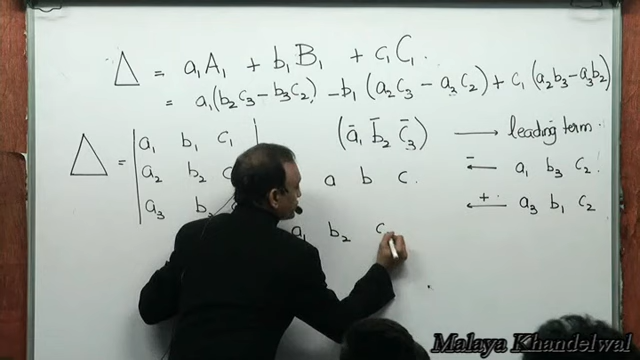 Δ = a₁A₁ + b₁B₁ + c₁C₁.
= a₁(b₂c₃ − b₃c₂) − b₁(a₂c₃ − a₃c₂) + c₁(a₂b₃ − a₃b₂)
a₁ b₁ c₁ (ā₁ b̄₂ c̄₃) → leading term.
Δ = a₂ b₂ c a b c. ←− a₁ b₃ c₂.
a₃ b ←+ a₃ b₁ c₂
a₁ b₂ c
Malaya Khandelwal